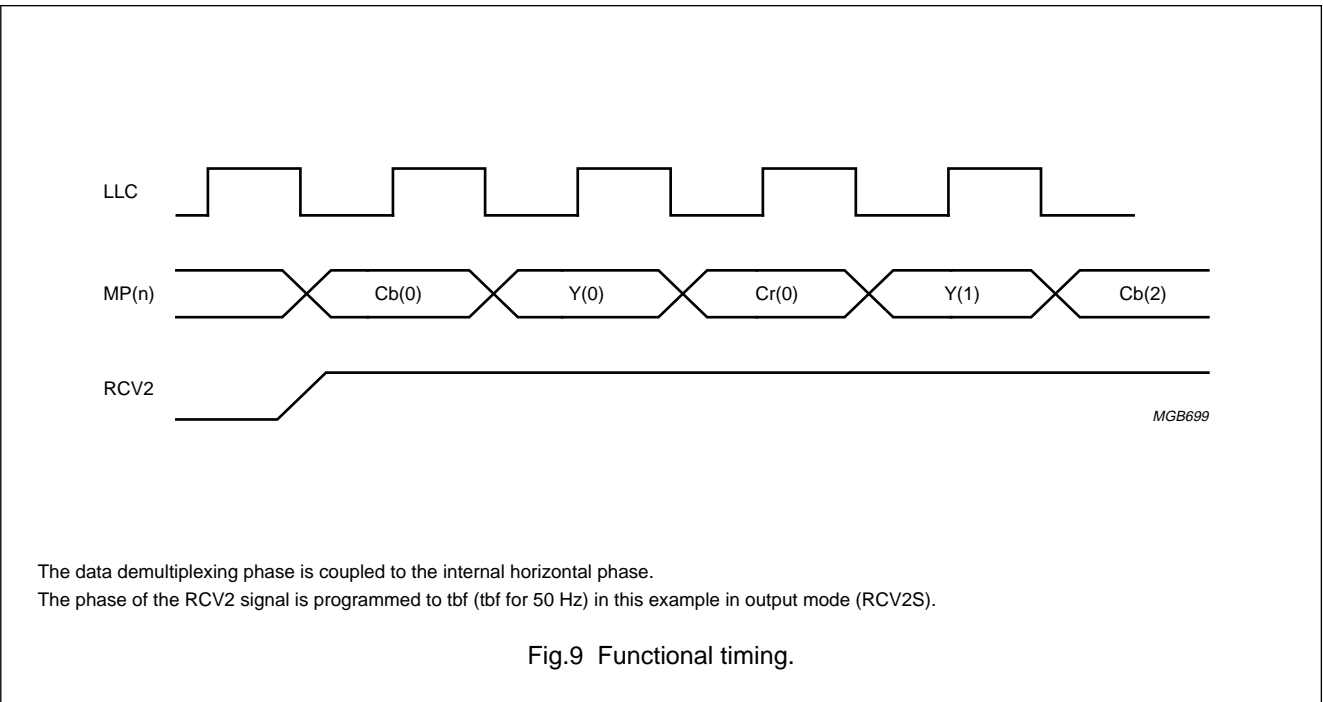 LLC
MP(n)
Cb(0) Y(0) Cr(0) Y(1) Cb(2)
RCV2
MGB699
The data demultiplexing phase is coupled to the internal horizontal phase.
The phase of the RCV2 signal is programmed to tbf (tbf for 50 Hz) in this example in output mode (RCV2S).
Fig.9 Functional timing.